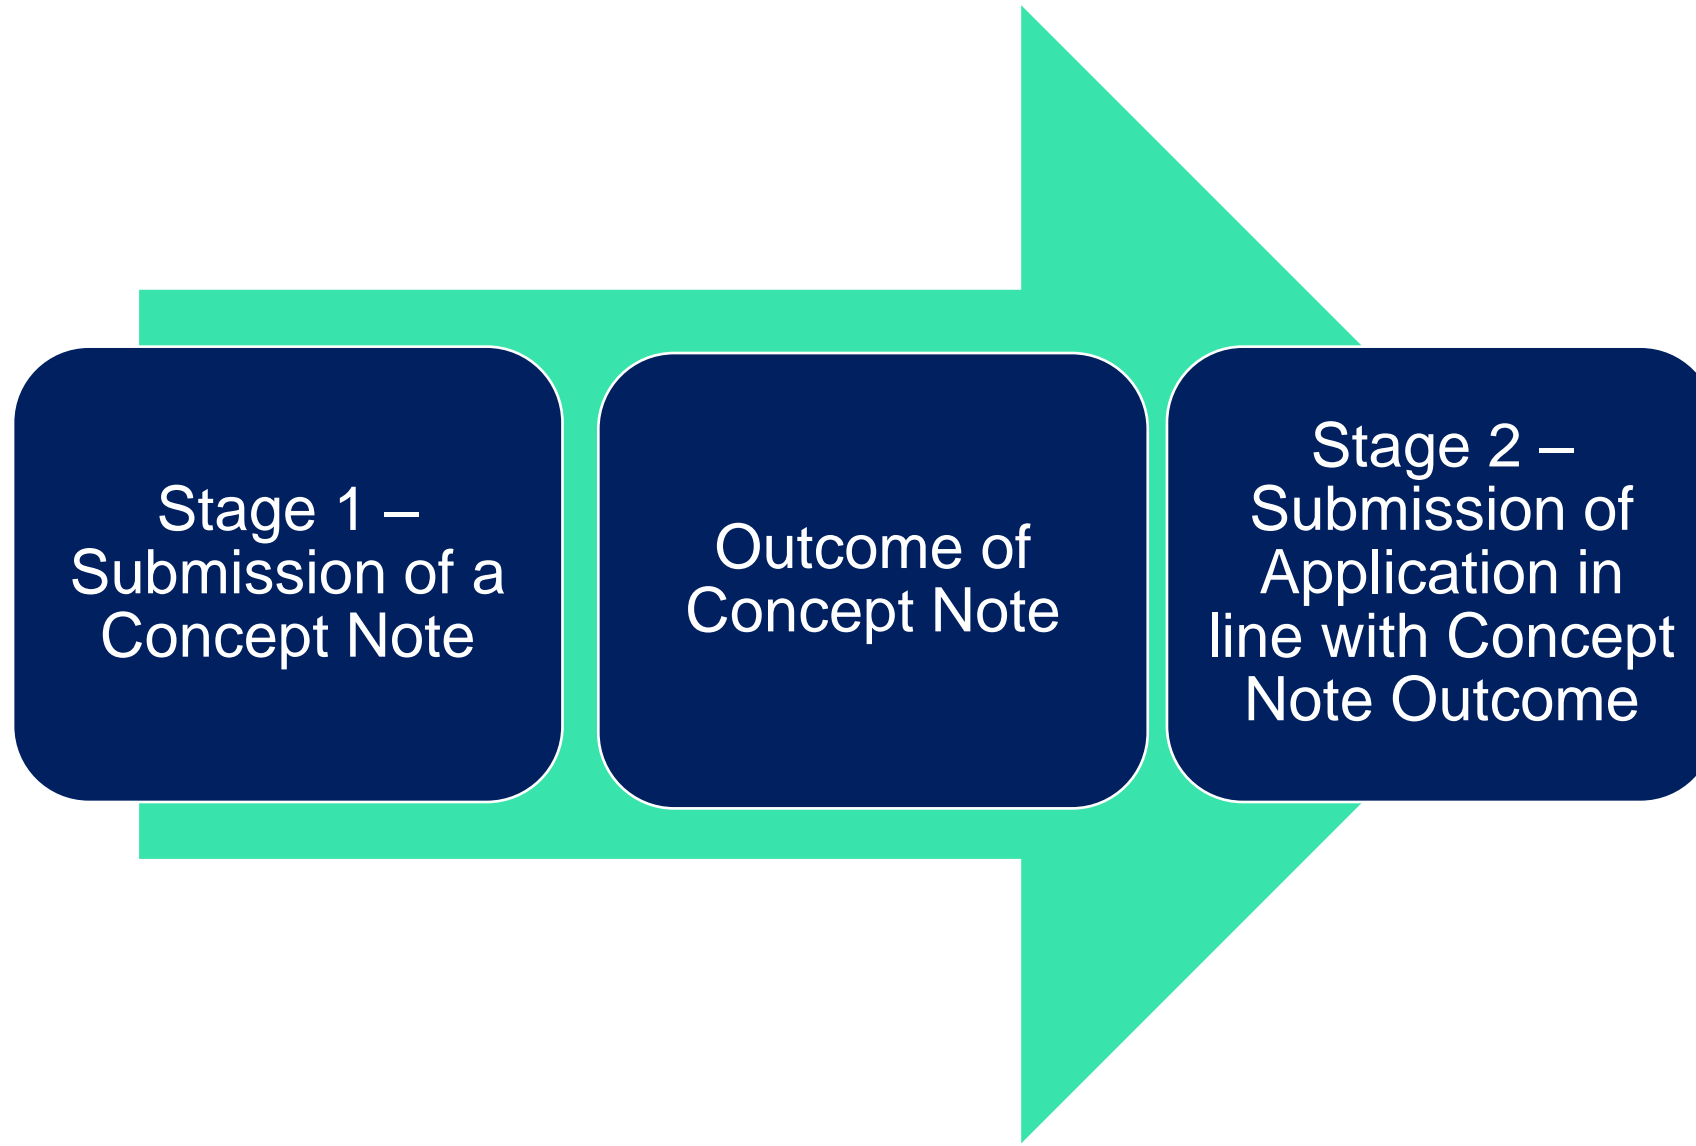 Stage 1 –
Submission of a
Concept Note
Outcome of
Concept Note
Stage 2 –
Submission of
Application in
line with Concept
Note Outcome